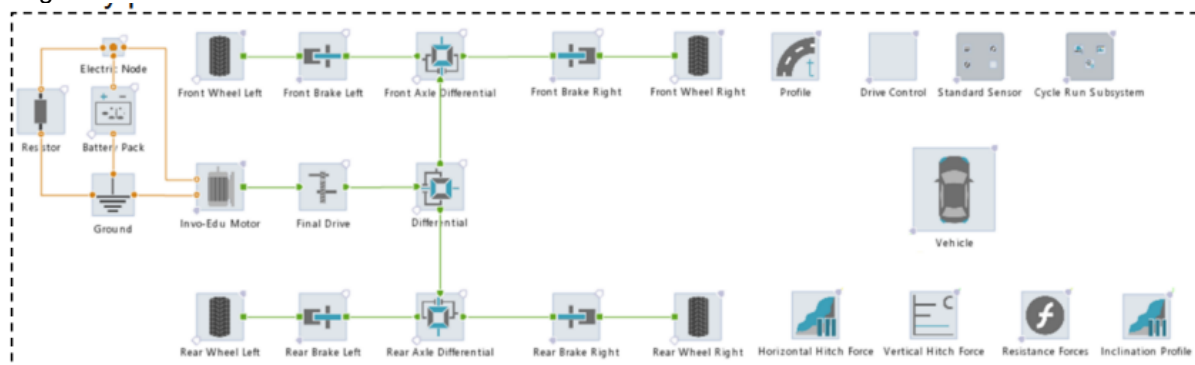 Electric Node
Front Wheel Left
Front Brake Left
Front Axle Differential
Front Brake Right
Front Wheel Right
Profile
Drive Control
Standard Sensor
Cycle Run Subsystem
Resistor
Battery Pack
Ground
Invo-Edu Motor
Final Drive
Differential
Vehicle
Rear Wheel Left
Rear Brake Left
Rear Axle Differential
Rear Brake Right
Rear Wheel Right
Horizontal Hitch Force
Vertical Hitch Force
Resistance Forces
Inclination Profile